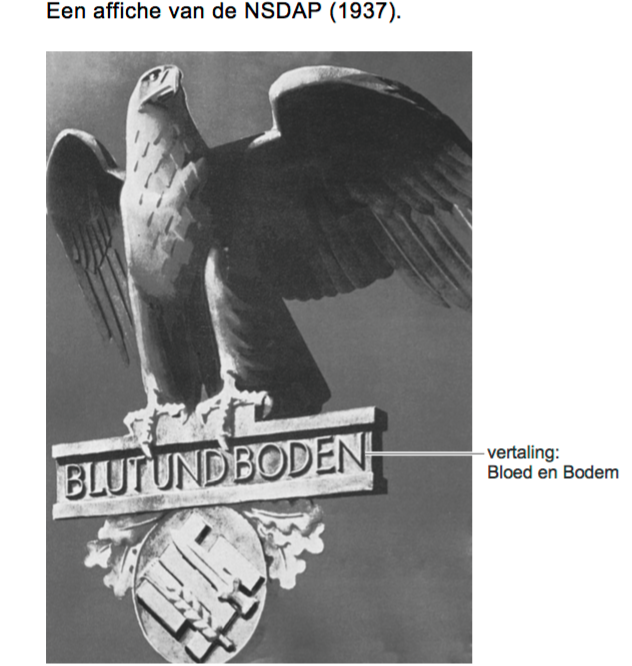 Een affiche van de NSDAP (1937).
BLUT UND BODEN
vertaling:
Bloed en Bodem